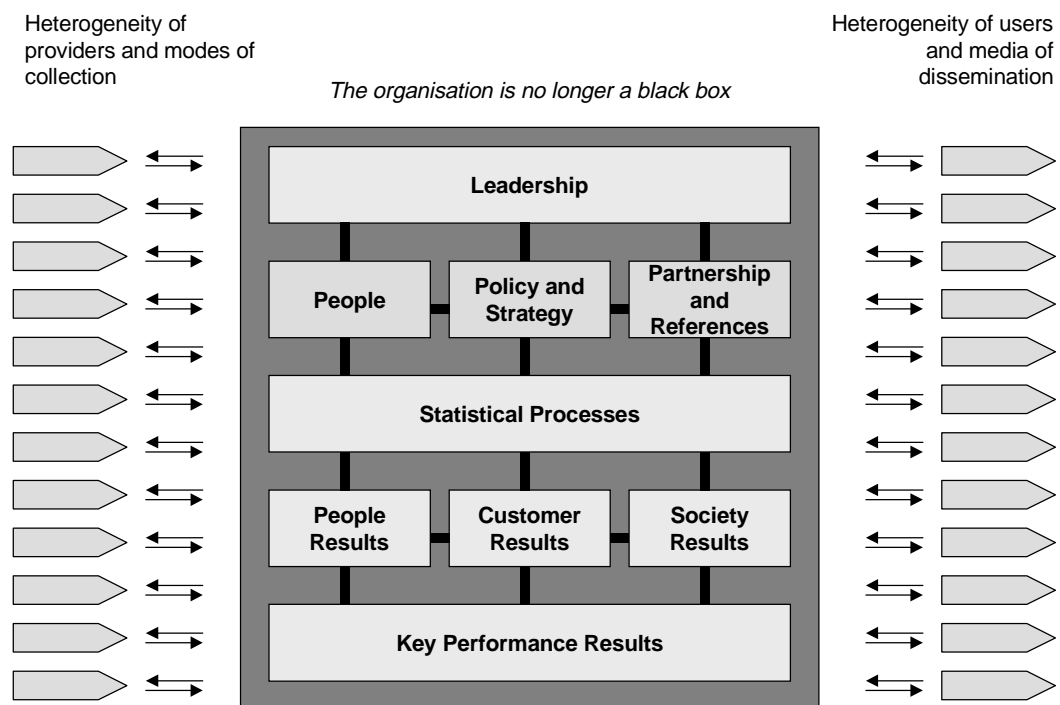 Heterogeneity of
providers and modes of
collection
Heterogeneity of users
and media of
dissemination
The organisation is no longer a black box
Leadership
People
Policy and
Strategy
Partnership
and
References
Statistical Processes
People
Results
Customer
Results
Society
Results
Key Performance Results